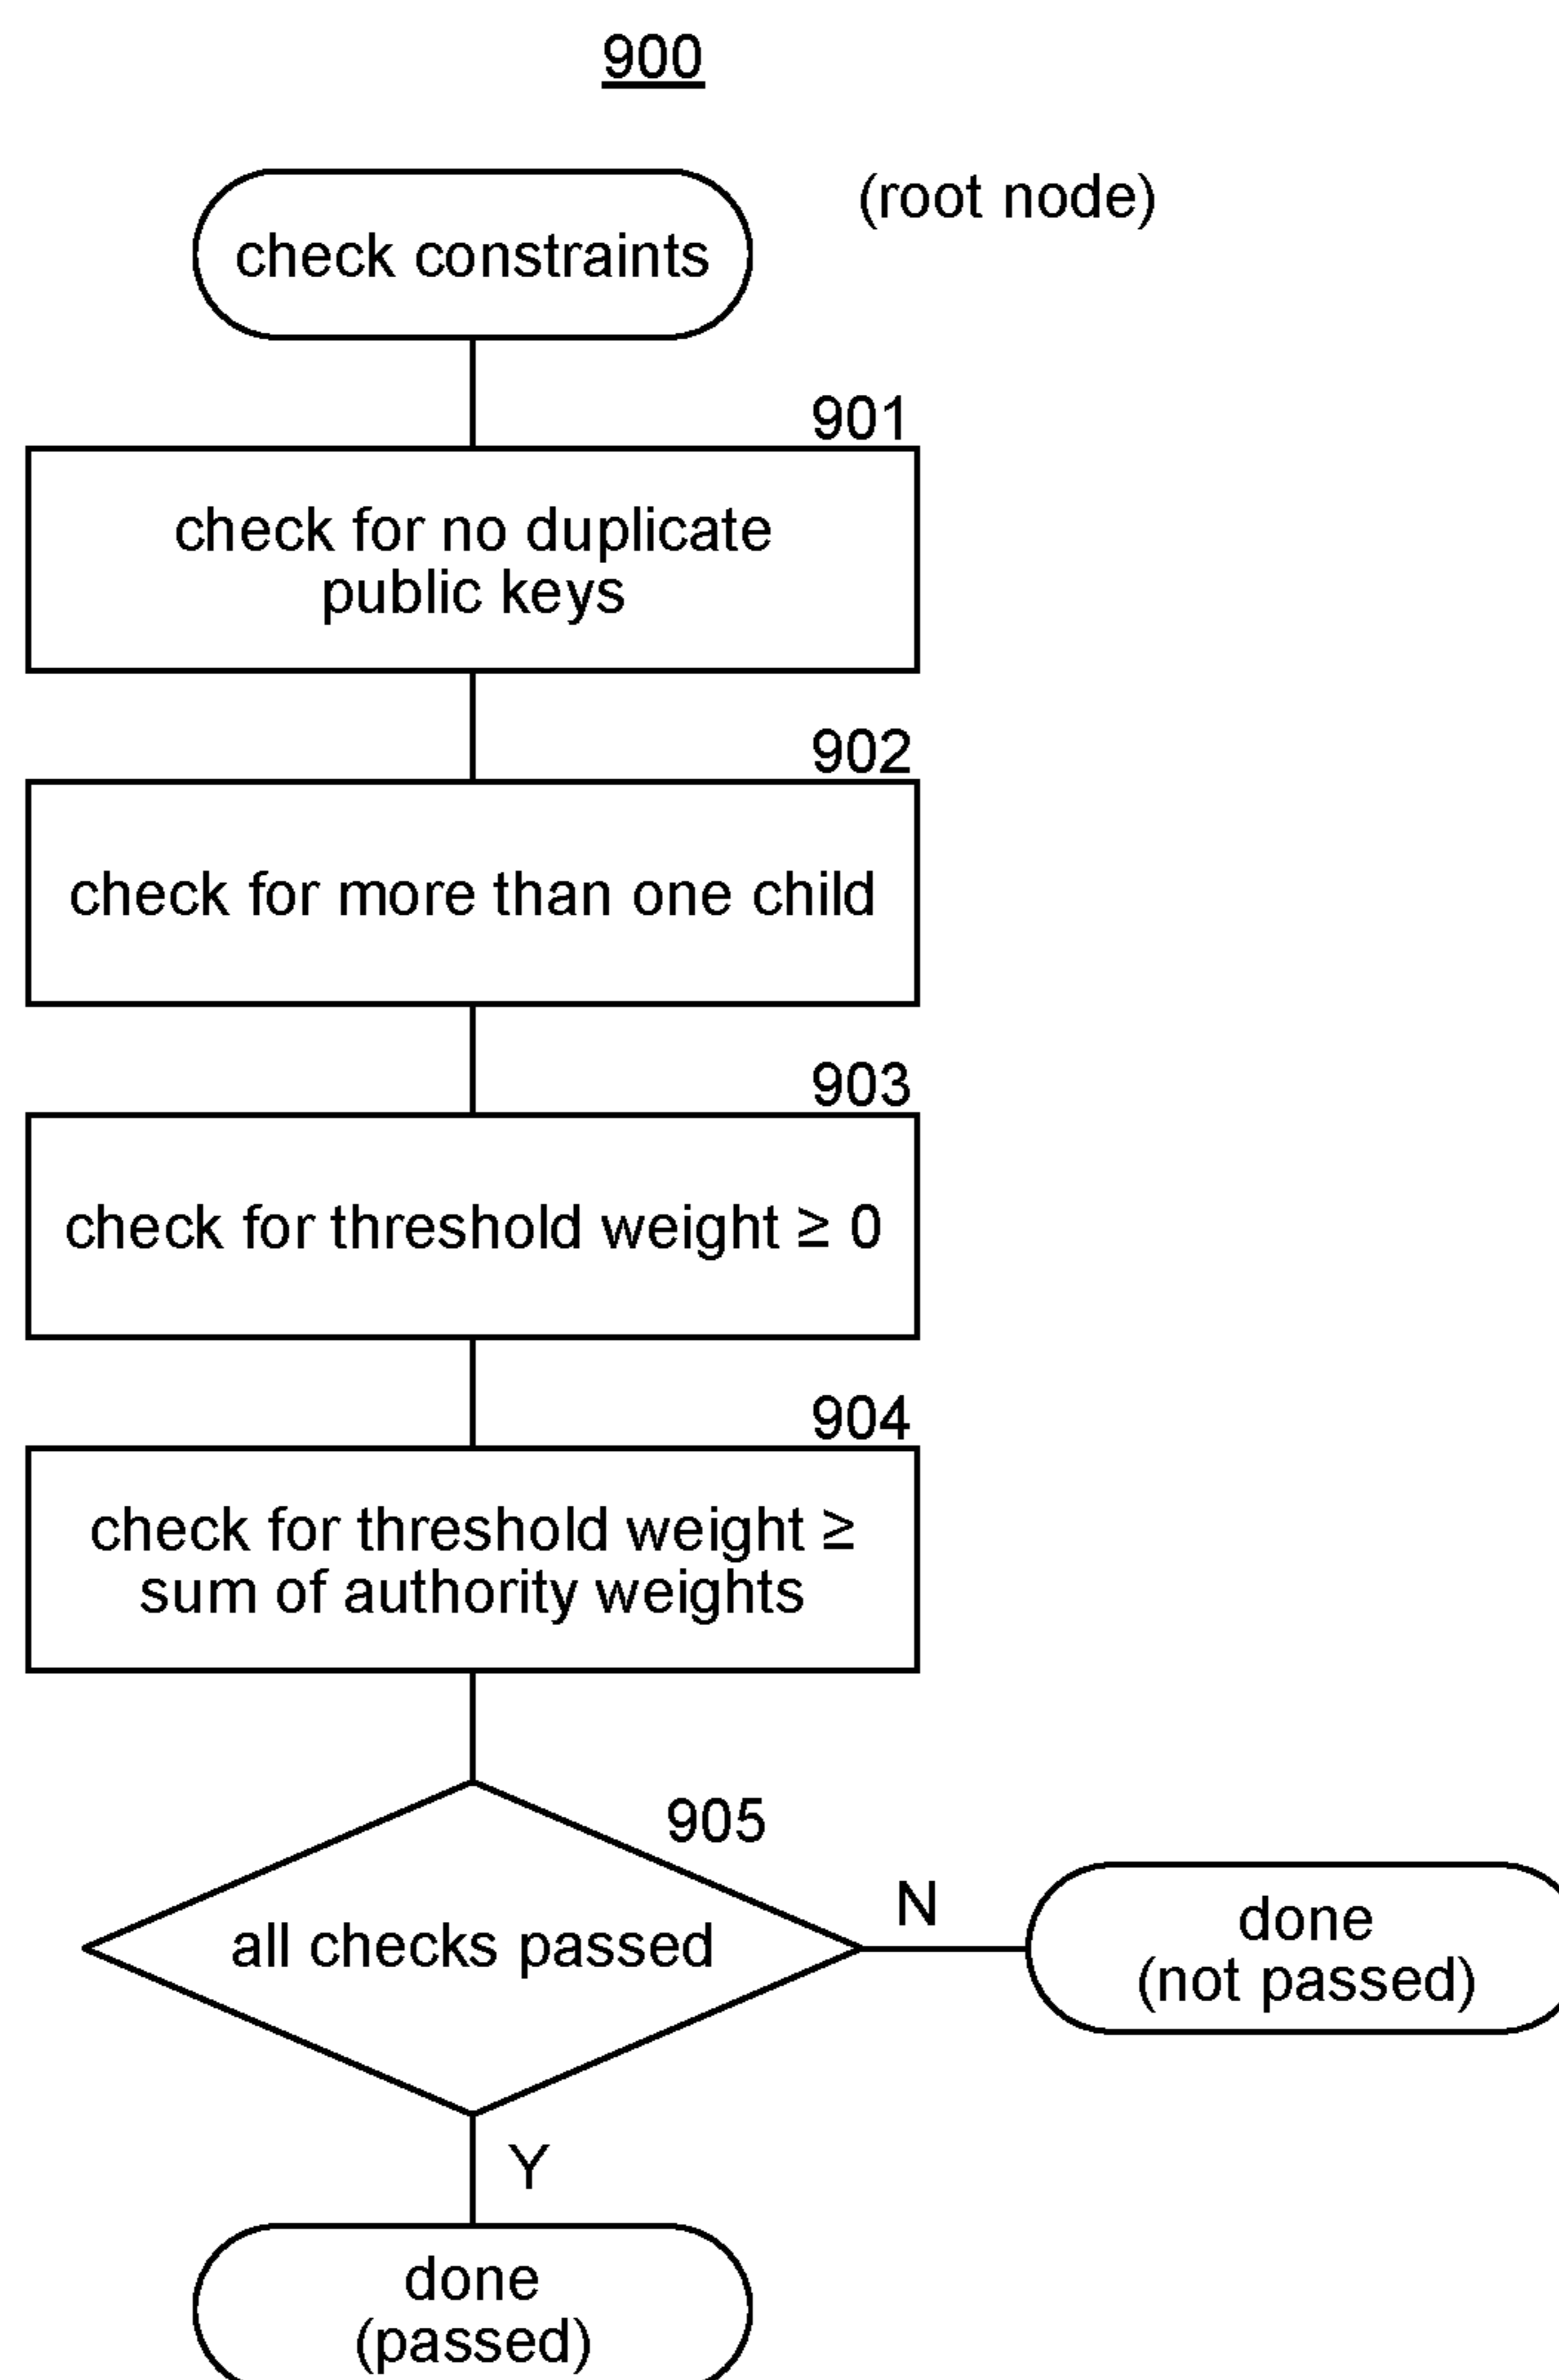 900
(root node)
check constraints
901
check for no duplicate
public keys
902
check for more than one child
903
check for threshold weight ≥ 0
904
check for threshold weight ≥
sum of authority weights
905
all checks passed
N
done
(not passed)
Y
done
(passed)